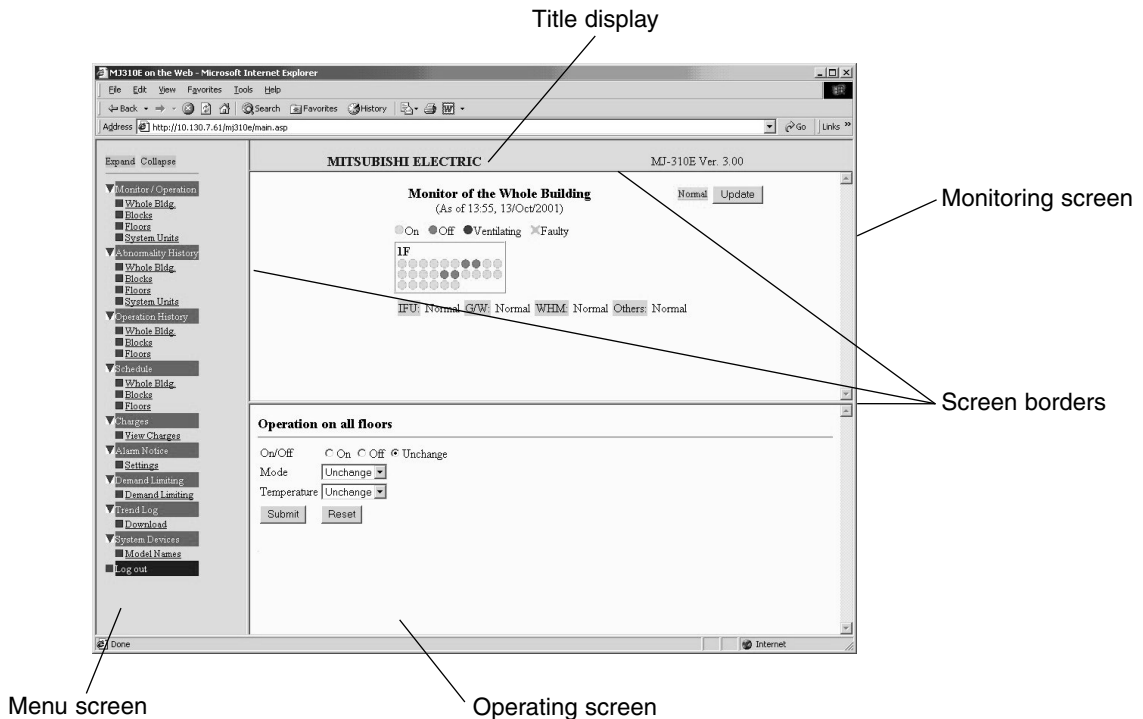 Title display
MJ310E on the Web - Microsoft Internet Explorer
File Edit View Favorites Tools Help
Back Search Favorites History
Address http://10.130.7.61/mj310e/main.asp Go Links »
Expand Collapse
Monitor / Operation
Whole Bldg.
Blocks
Floors
System Units
Abnormality History
Whole Bldg.
Blocks
Floors
System Units
Operation History
Whole Bldg.
Blocks
Floors
Schedule
Whole Bldg.
Blocks
Floors
Charges
View Charges
Alarm Notice
Settings
Demand Limiting
Demand Limiting
Trend Log
Download
System Devices
Model Names
Log out
MITSUBISHI ELECTRIC MJ-310E Ver. 3.00
Monitor of the Whole Building Normal Update
(As of 13:55, 13/Oct/2001)
On Off Ventilating Faulty
1F
IFU: Normal G/W: Normal WHM: Normal Others: Normal
Operation on all floors
On/Off On Off Unchange
Mode Unchange
Temperature Unchange
Submit Reset
Done Internet
Monitoring screen
Screen borders
Menu screen
Operating screen